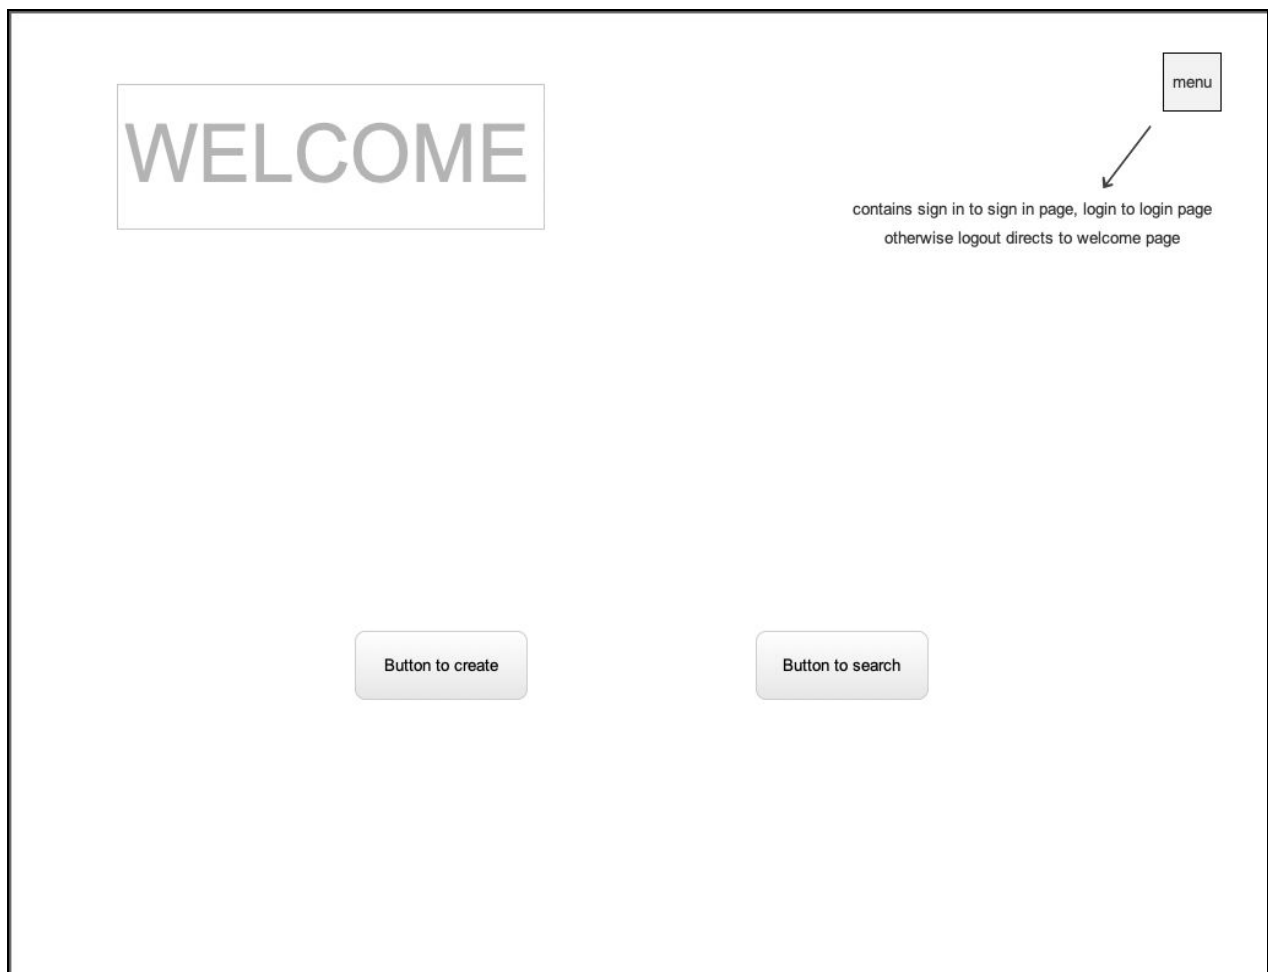 menu
WELCOME
contains sign in to sign in page, login to login page
otherwise logout directs to welcome page
Button to create
Button to search